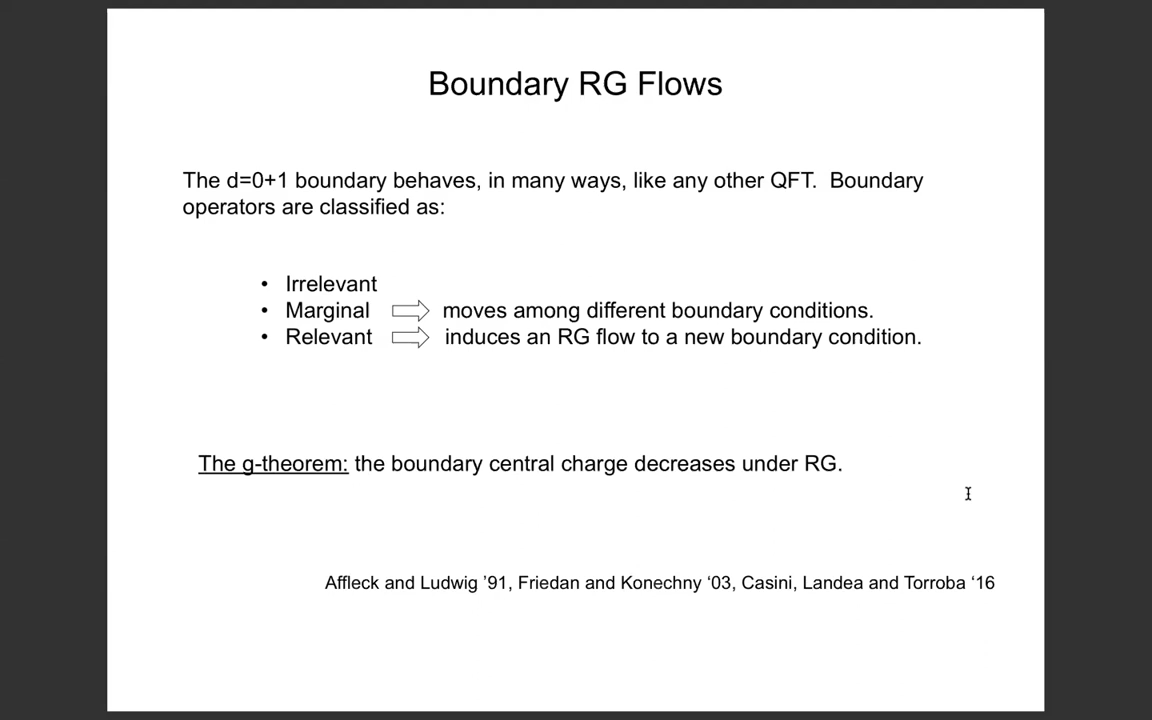 Boundary RG Flows
The d=0+1 boundary behaves, in many ways, like any other QFT. Boundary
operators are classified as:
• Irrelevant
• Marginal ⇨ moves among different boundary conditions.
• Relevant ⇨ induces an RG flow to a new boundary condition.
The g-theorem: the boundary central charge decreases under RG.
Affleck and Ludwig ’91, Friedan and Konechny ‘03, Casini, Landea and Torroba ‘16